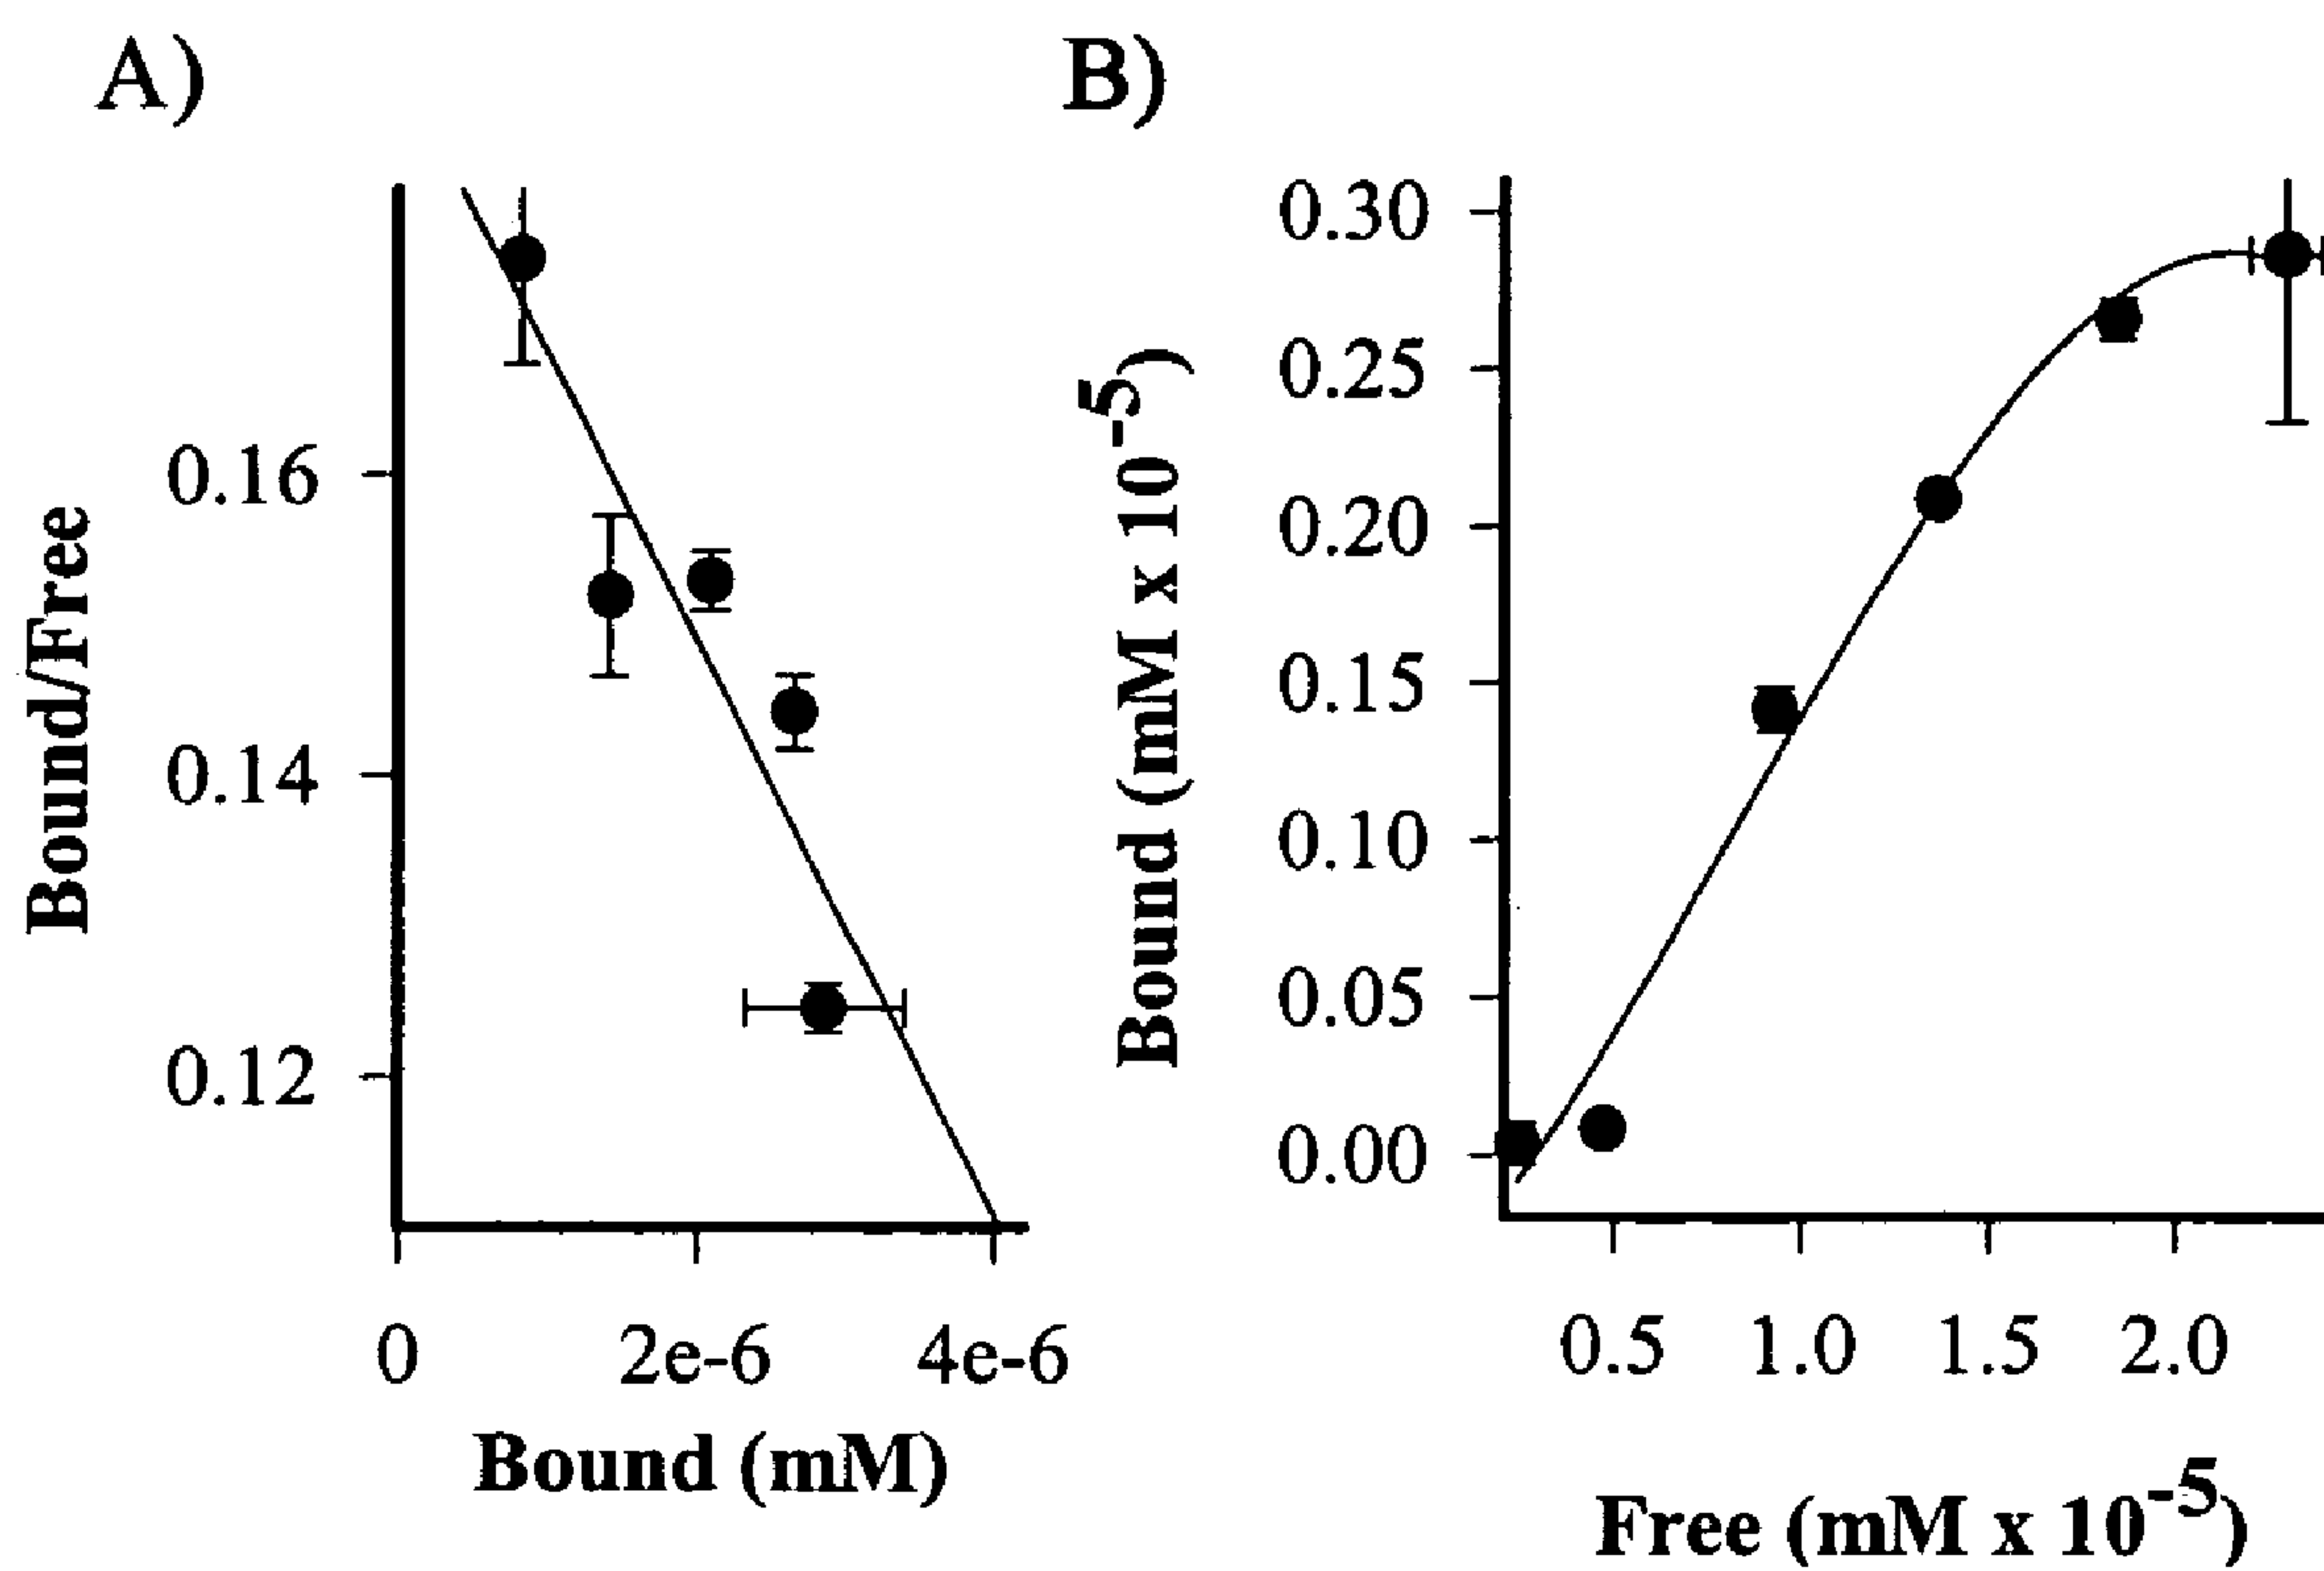 A)
Bound/Free
0.16
0.14
0.12
0 2e-6 4e-6
Bound (mM)
B)
Bound (mM x 10-5)
0.30
0.25
0.20
0.15
0.10
0.05
0.00
0.5 1.0 1.5 2.0
Free (mM x 10-5)